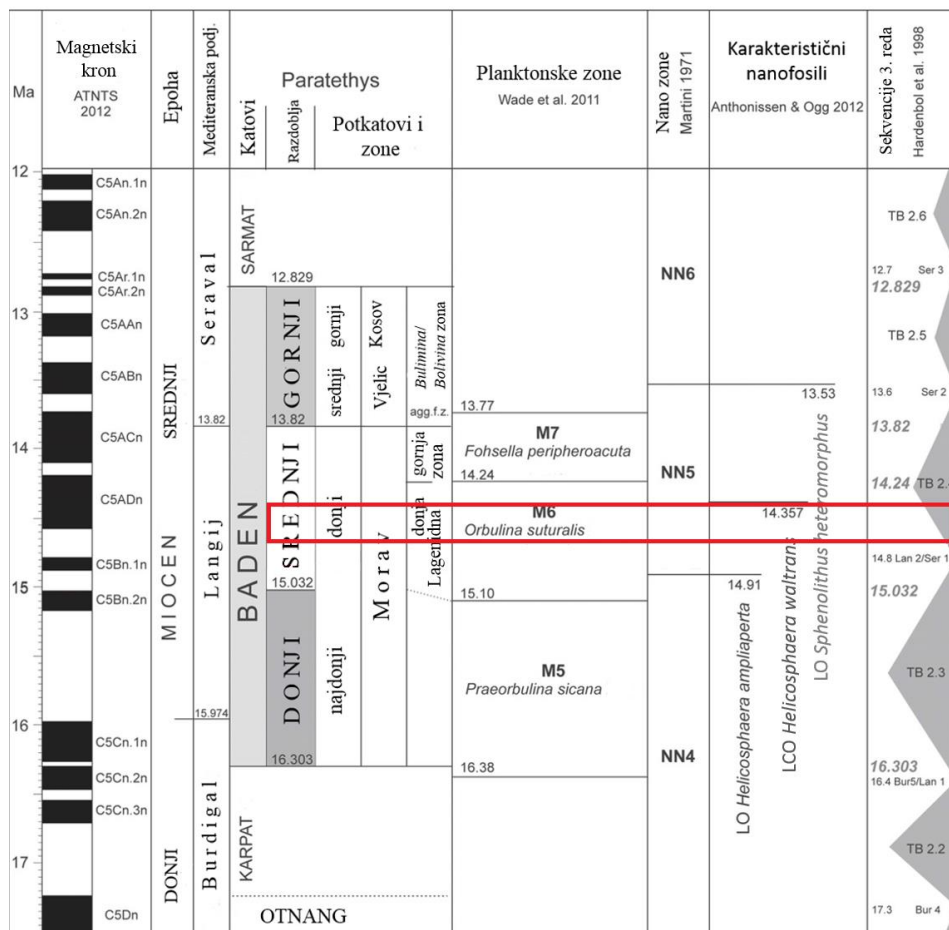 Ma
Magnetski
kron
ATNTS
2012
Epoha
Mediteranska podj.
Paratethys
Katovi
Razdoblja
Potkatovi i
zone
Planktonske zone
Wade et al. 2011
Nano zone
Martini 1971
Karakteristični
nanofosili
Anthonissen & Ogg 2012
Sekvencije 3. reda
Hardenbol et al. 1998
12
13
14
15
16
17
C5An.1n
C5An.2n
C5Ar.1n
C5Ar.2n
C5AAn
C5ABn
C5ACn
C5ADn
C5Bn.1n
C5Bn.2n
C5Cn.1n
C5Cn.2n
C5Cn.3n
C5Dn
SREDNJI
MIOCEN
DONJI
Seraval
13.82
Langij
15.974
Burdigal
SARMAT
BADEN
KARPAT
OTNANG
12.829
GORNJI
13.82
SREDNJI
15.032
DONJI
16.303
gornji
srednji
donji
najdonji
Kosov
Vjelic
Morav
Bulimina/
Bolivina zona
agg.f.z.
gornja
zona
donja
Lagenidna
13.77
M7
Fohsella peripheroacuta
14.24
M6
Orbulina suturalis
15.10
M5
Praeorbulina sicana
16.38
NN6
NN5
NN4
13.53
14.357
14.91
LO Helicosphaera ampliaperta
LCO Helicosphaera waltrans
LO Sphenolithus heteromorphus
TB 2.6
12.7 Ser 3
12.829
TB 2.5
13.6 Ser 2
13.82
14.24 TB 2.4
14.8 Lan 2/Ser 1
15.032
TB 2.3
16.303
16.4 Bur5/Lan 1
TB 2.2
17.3 Bur 4